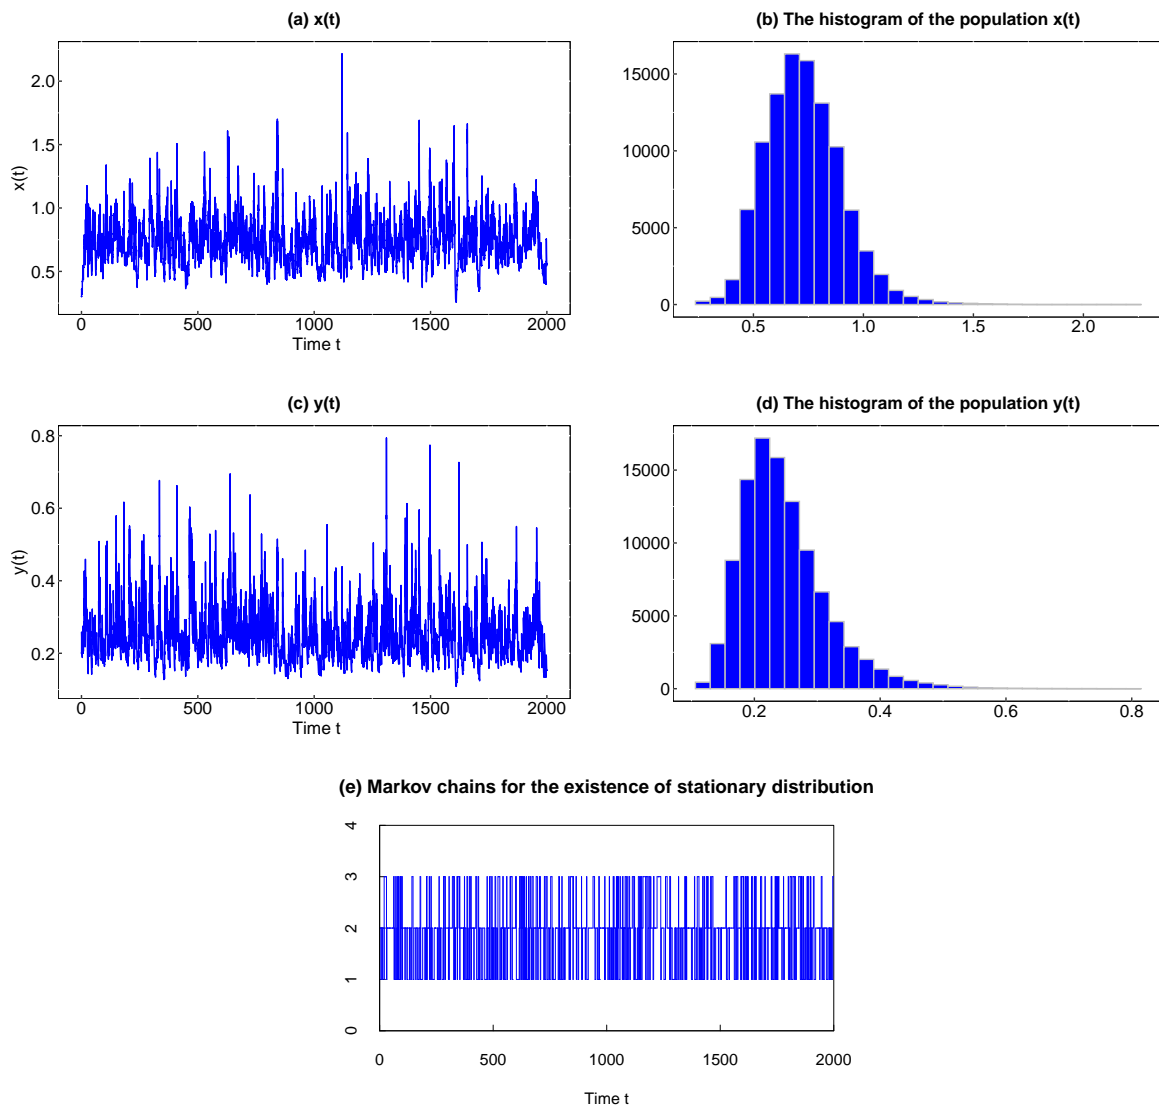 (a) x(t)
x(t)
2.0
1.5
1.0
0.5
0 500 1000 1500 2000
Time t
(b) The histogram of the population x(t)
15000
10000
5000
0
0.5 1.0 1.5 2.0
(c) y(t)
y(t)
0.8
0.6
0.4
0.2
0 500 1000 1500 2000
Time t
(d) The histogram of the population y(t)
15000
10000
5000
0
0.2 0.4 0.6 0.8
(e) Markov chains for the existence of stationary distribution
4
3
2
1
0
0 500 1000 1500 2000
Time t